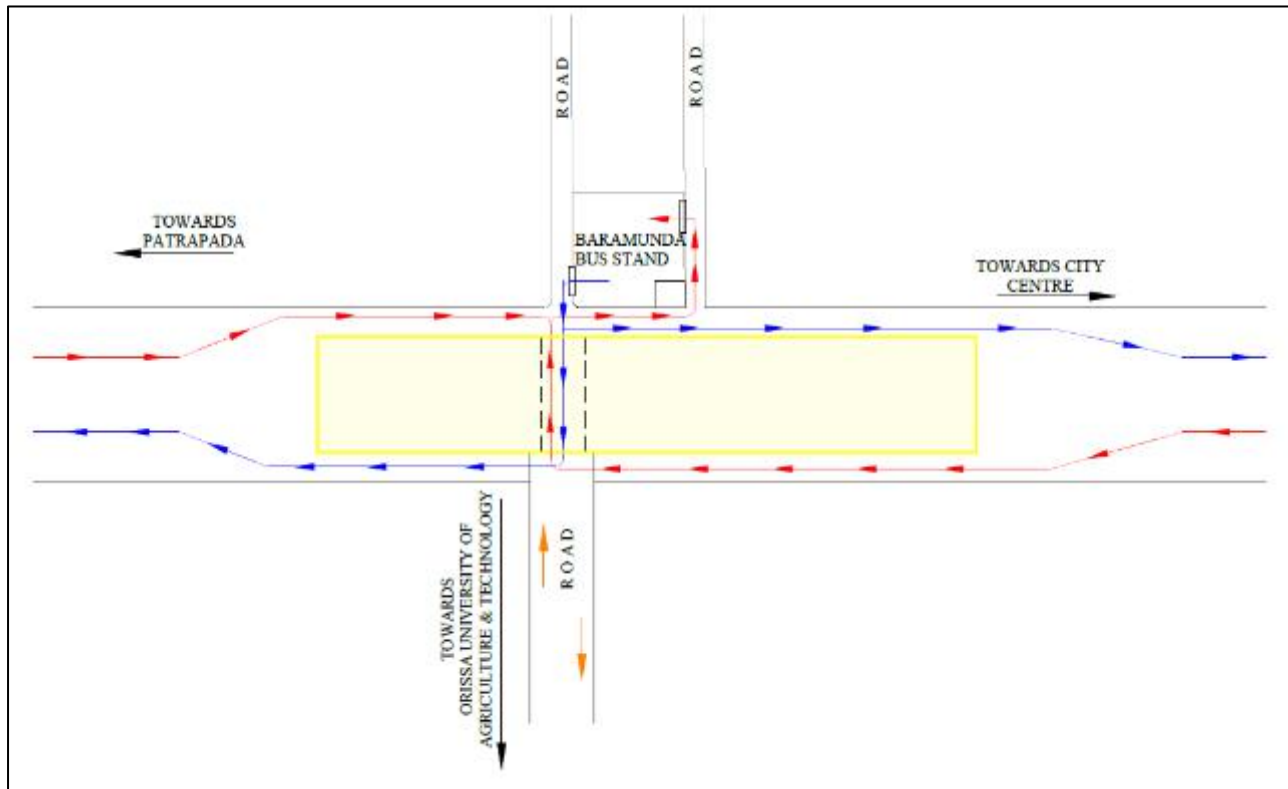 ROAD
ROAD
TOWARDS
PATRAPADA
BARAMUNDA
BUS STAND
TOWARDS CITY
CENTRE
ROAD
TOWARDS
ORISSA UNIVERSITY OF
AGRICULTURE & TECHNOLOGY